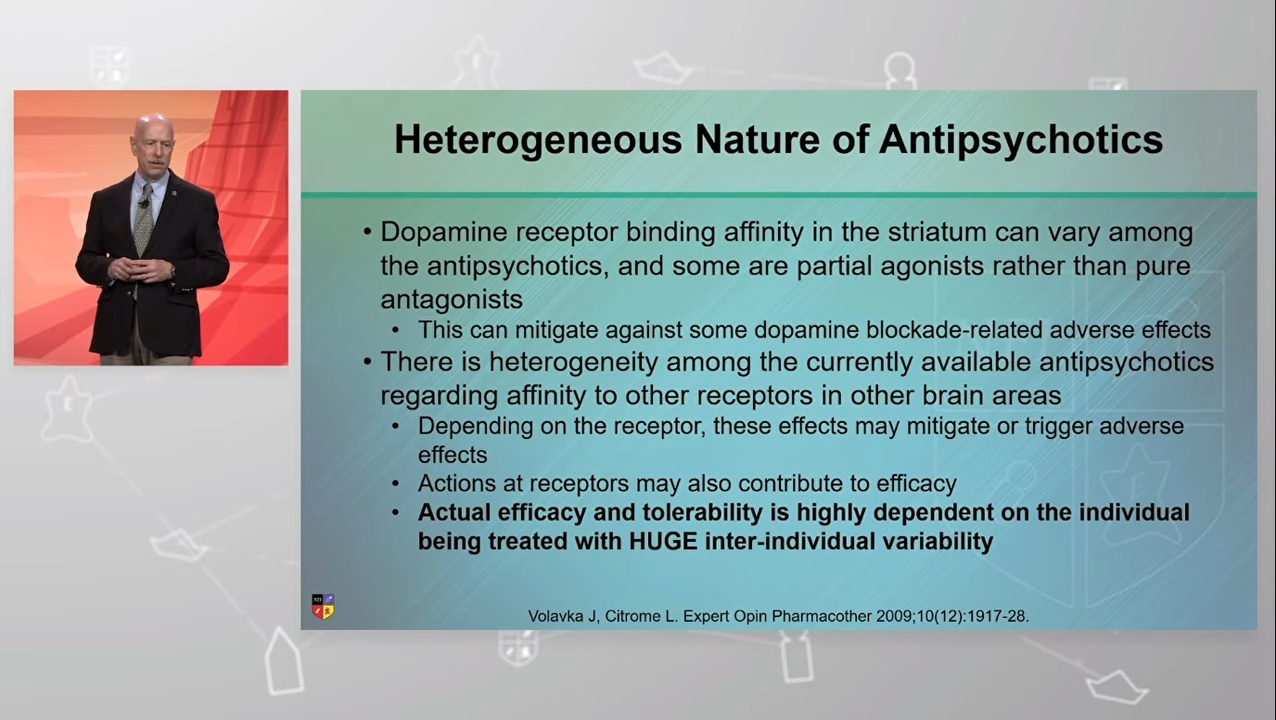 Heterogeneous Nature of Antipsychotics
• Dopamine receptor binding affinity in the striatum can vary among
the antipsychotics, and some are partial agonists rather than pure
antagonists
• This can mitigate against some dopamine blockade-related adverse effects
• There is heterogeneity among the currently available antipsychotics
regarding affinity to other receptors in other brain areas
• Depending on the receptor, these effects may mitigate or trigger adverse
effects
• Actions at receptors may also contribute to efficacy
• Actual efficacy and tolerability is highly dependent on the individual
being treated with HUGE inter-individual variability
Volavka J, Citrome L. Expert Opin Pharmacother 2009;10(12):1917-28.